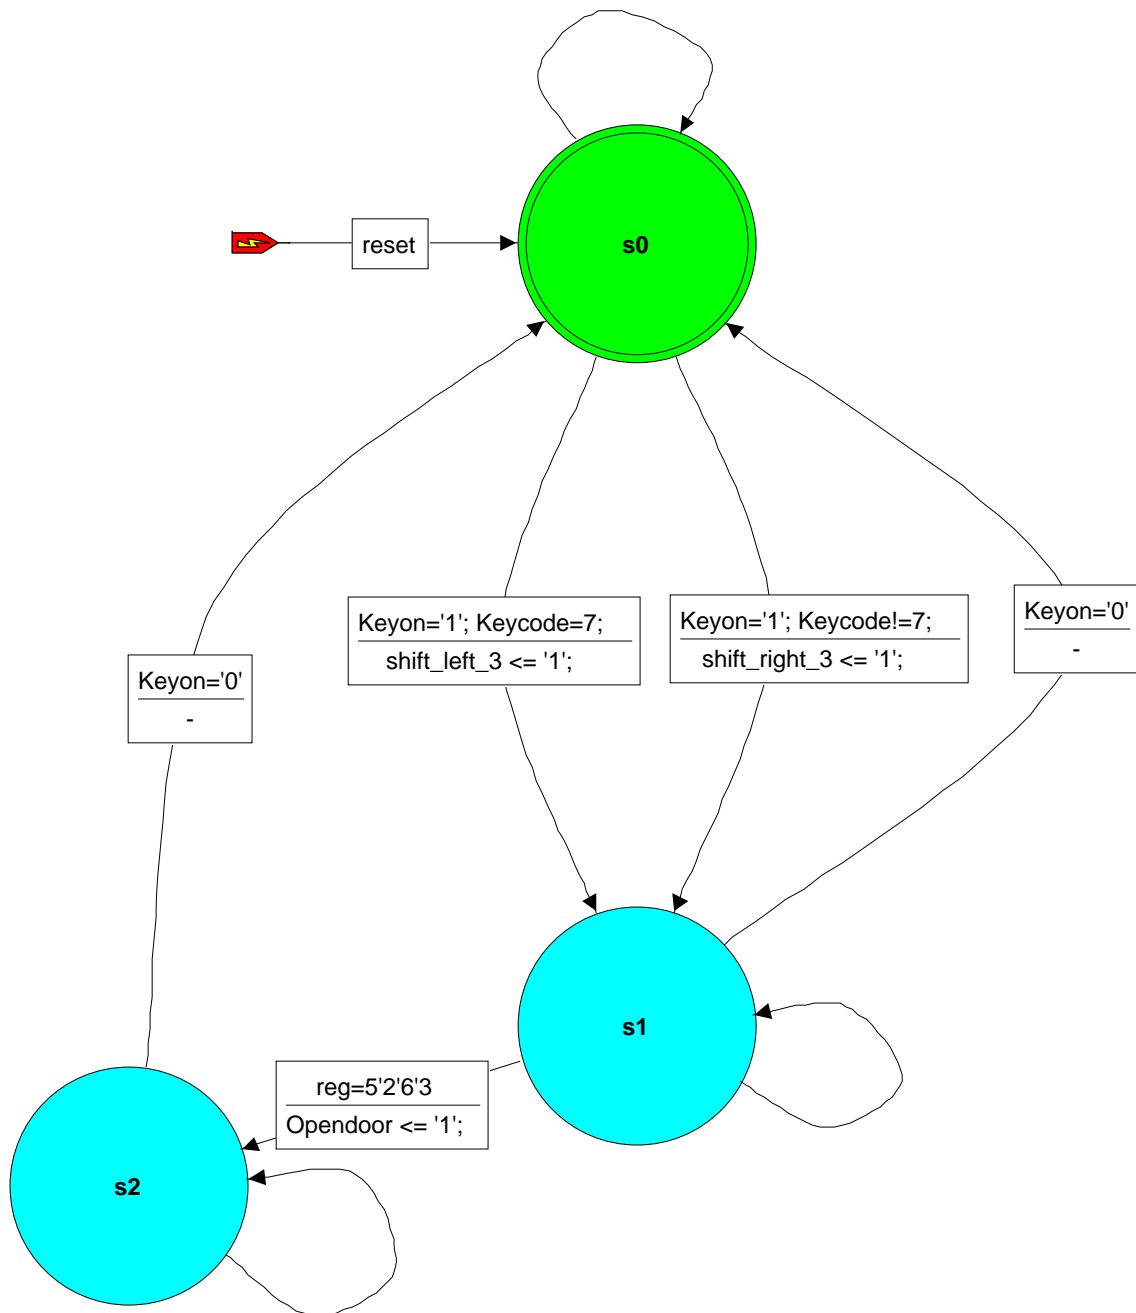 reset
s0
Keyon='1'; Keycode=7;
shift_left_3 <= '1';
Keyon='1'; Keycode!=7;
shift_right_3 <= '1';
Keyon='0'
-
Keyon='0'
-
s1
reg=5'2'6'3
Opendoor <= '1';
s2